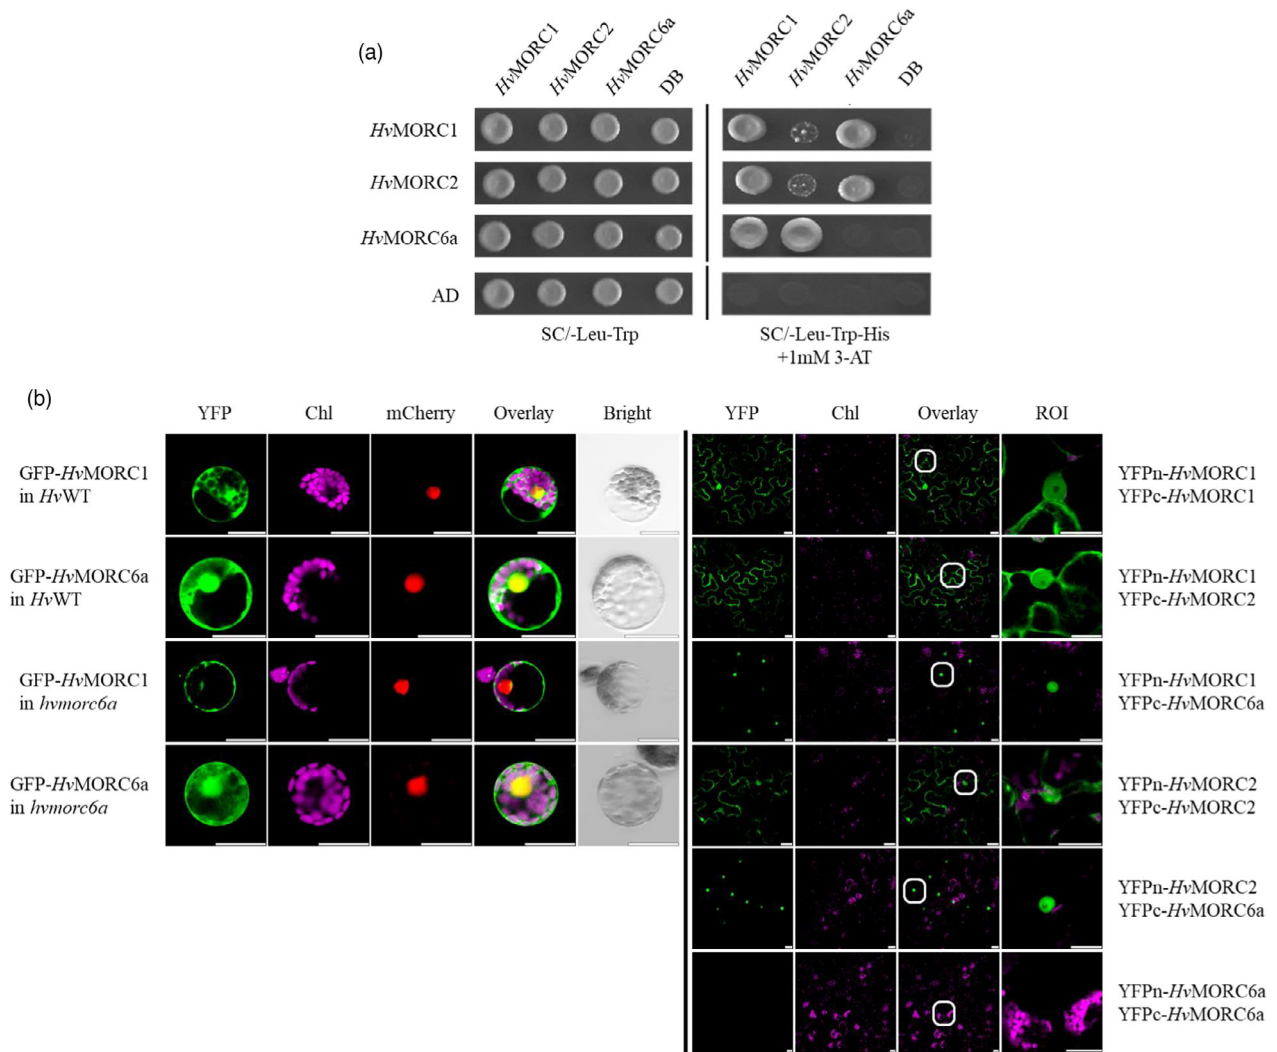 (a)
HvMORC1 HvMORC2 HvMORC6a DB HvMORC1 HvMORC2 HvMORC6a DB
HvMORC1
HvMORC2
HvMORC6a
AD
SC/-Leu-Trp
SC/-Leu-Trp-His
+1mM 3-AT
(b)
YFP Chl mCherry Overlay Bright
GFP-HvMORC1
in HvWT
GFP-HvMORC6a
in HvWT
GFP-HvMORC1
in hvmorc6a
GFP-HvMORC6a
in hvmorc6a
YFP Chl Overlay ROI
YFPn-HvMORC1
YFPc-HvMORC1
YFPn-HvMORC1
YFPc-HvMORC2
YFPn-HvMORC1
YFPc-HvMORC6a
YFPn-HvMORC2
YFPc-HvMORC2
YFPn-HvMORC2
YFPc-HvMORC6a
YFPn-HvMORC6a
YFPc-HvMORC6a